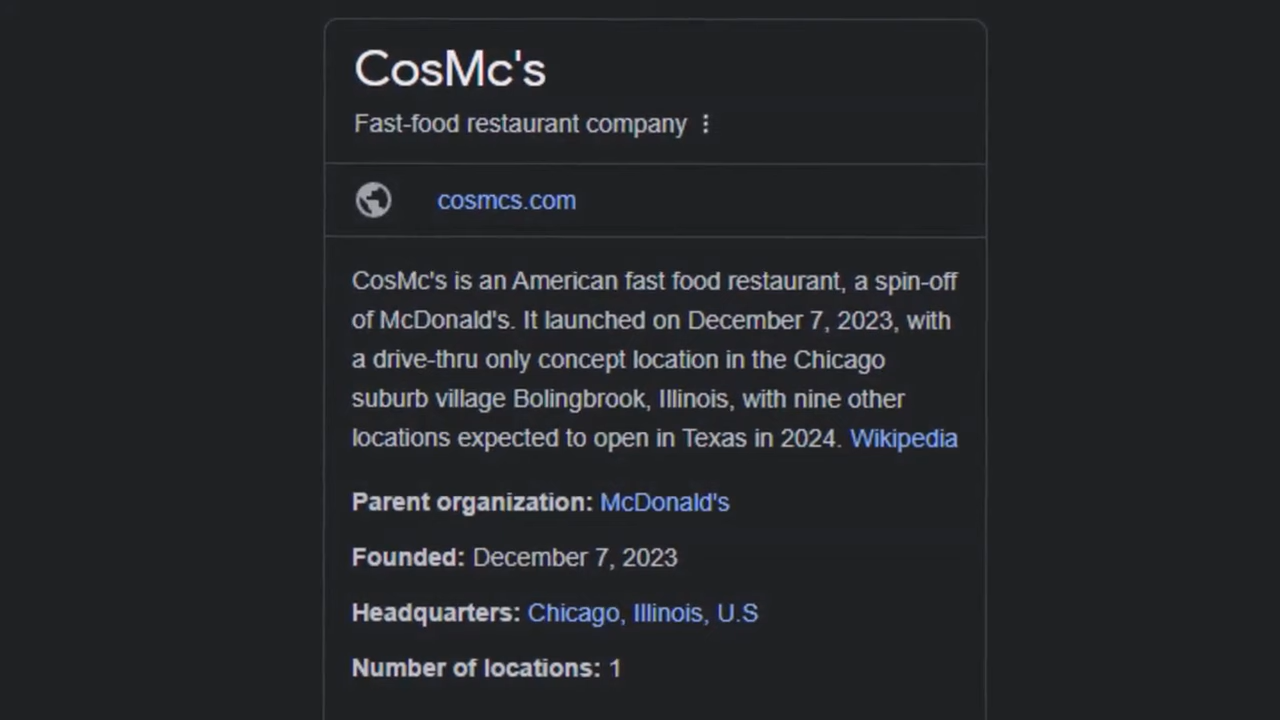 CosMc's
Fast-food restaurant company
cosmcs.com
CosMc's is an American fast food restaurant, a spin-off
of McDonald's. It launched on December 7, 2023, with
a drive-thru only concept location in the Chicago
suburb village Bolingbrook, Illinois, with nine other
locations expected to open in Texas in 2024. Wikipedia
Parent organization: McDonald's
Founded: December 7, 2023
Headquarters: Chicago, Illinois, U.S
Number of locations: 1